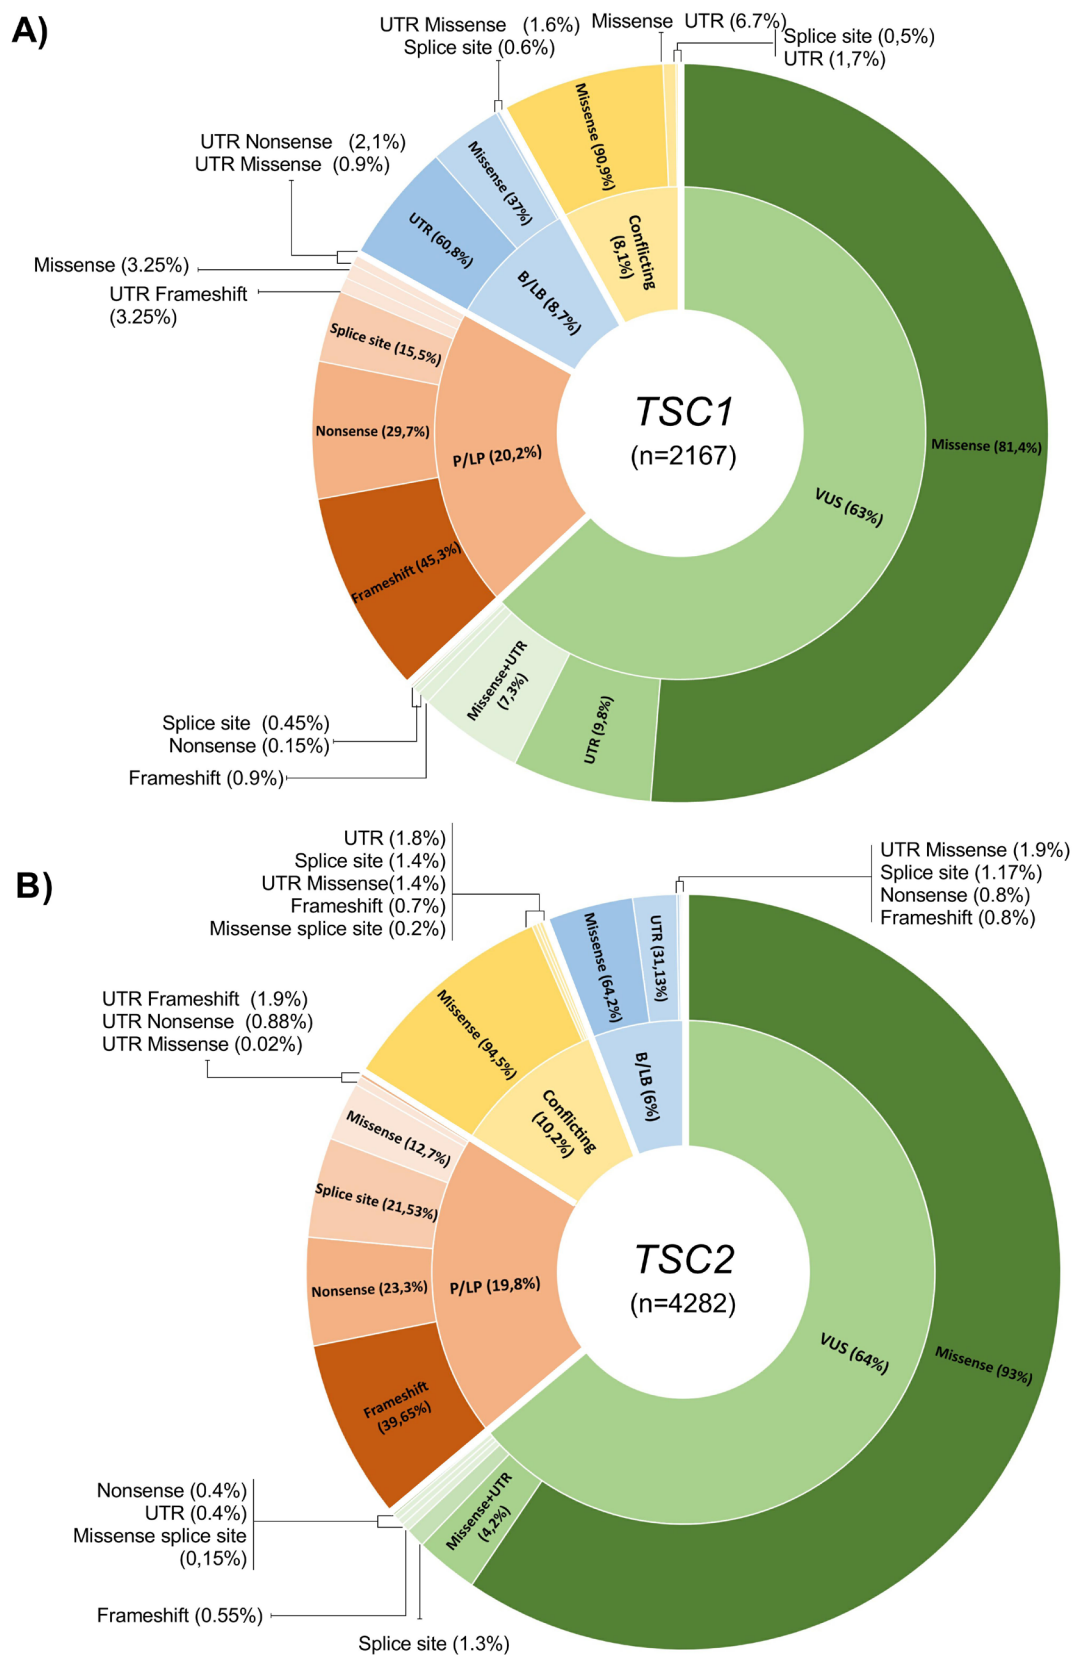 A)
UTR Missense (1.6%)
Splice site (0.6%)
Missense UTR (6.7%)
Splice site (0,5%)
UTR (1,7%)
UTR Nonsense (2,1%)
UTR Missense (0.9%)
Missense (3.25%)
UTR Frameshift
(3.25%)
Missense (90,9%)
Missense (37%)
UTR (60,8%)
Conflicting
(8,1%)
B/LB (8,7%)
Splice site (15,5%)
Nonsense (29,7%)
P/LP (20,2%)
TSC1
(n=2167)
Missense (81,4%)
VUS (63%)
Frameshift (45,3%)
Missense+UTR
(7,3%)
UTR (9,8%)
Splice site (0.45%)
Nonsense (0.15%)
Frameshift (0.9%)
B)
UTR (1.8%)
Splice site (1.4%)
UTR Missense(1.4%)
Frameshift (0.7%)
Missense splice site (0.2%)
UTR Missense (1.9%)
Splice site (1.17%)
Nonsense (0.8%)
Frameshift (0.8%)
UTR Frameshift (1.9%)
UTR Nonsense (0.88%)
UTR Missense (0.02%)
Missense (64,2%)
UTR (31,13%)
Missense (94,5%)
B/LB (6%)
Conflicting
(10,2%)
Missense (12,7%)
Splice site (21,53%)
Nonsense (23,3%)
P/LP (19,8%)
TSC2
(n=4282)
VUS (64%)
Missense (93%)
Frameshift
(39,65%)
Missense+UTR
(4,2%)
Nonsense (0.4%)
UTR (0.4%)
Missense splice site
(0,15%)
Frameshift (0.55%)
Splice site (1.3%)